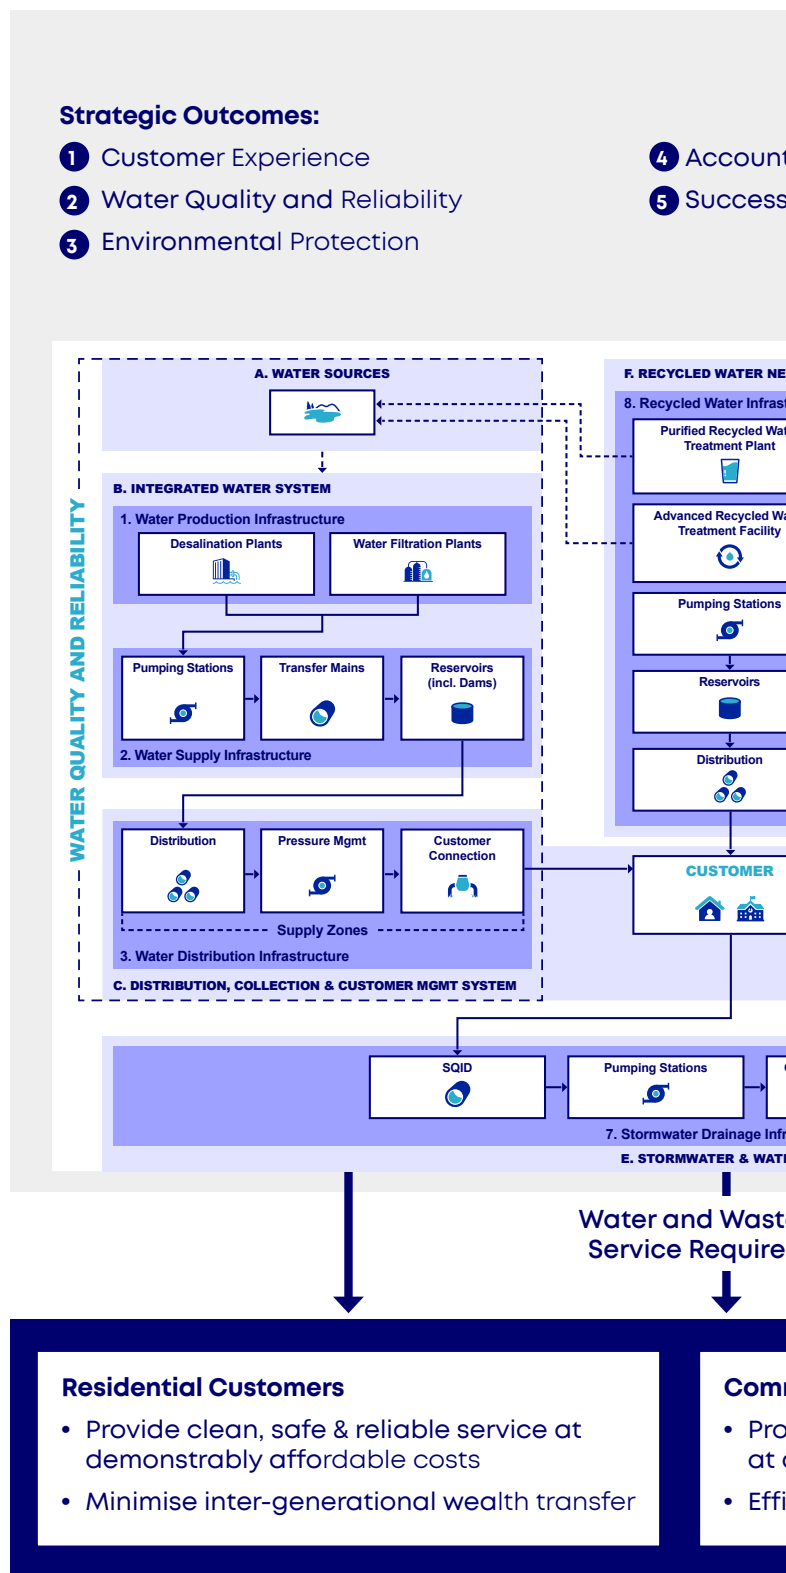 Strategic Outcomes:
1 Customer Experience
2 Water Quality and Reliability
3 Environmental Protection
4 Account
5 Success
WATER QUALITY AND RELIABILITY
A. WATER SOURCES
B. INTEGRATED WATER SYSTEM
1. Water Production Infrastructure
Desalination Plants
Water Filtration Plants
Pumping Stations
Transfer Mains
Reservoirs
(incl. Dams)
2. Water Supply Infrastructure
Distribution
Pressure Mgmt
Customer
Connection
Supply Zones
3. Water Distribution Infrastructure
C. DISTRIBUTION, COLLECTION & CUSTOMER MGMT SYSTEM
F. RECYCLED WATER NE
8. Recycled Water Infrast
Purified Recycled Wat
Treatment Plant
Advanced Recycled Wa
Treatment Facility
Pumping Stations
Reservoirs
Distribution
CUSTOMER
SQID
Pumping Stations
7. Stormwater Drainage Infr
E. STORMWATER & WATE
Water and Waste
Service Require
Residential Customers
• Provide clean, safe & reliable service at
demonstrably affordable costs
• Minimise inter-generational wealth transfer
Comm
• Pro
at
• Effi